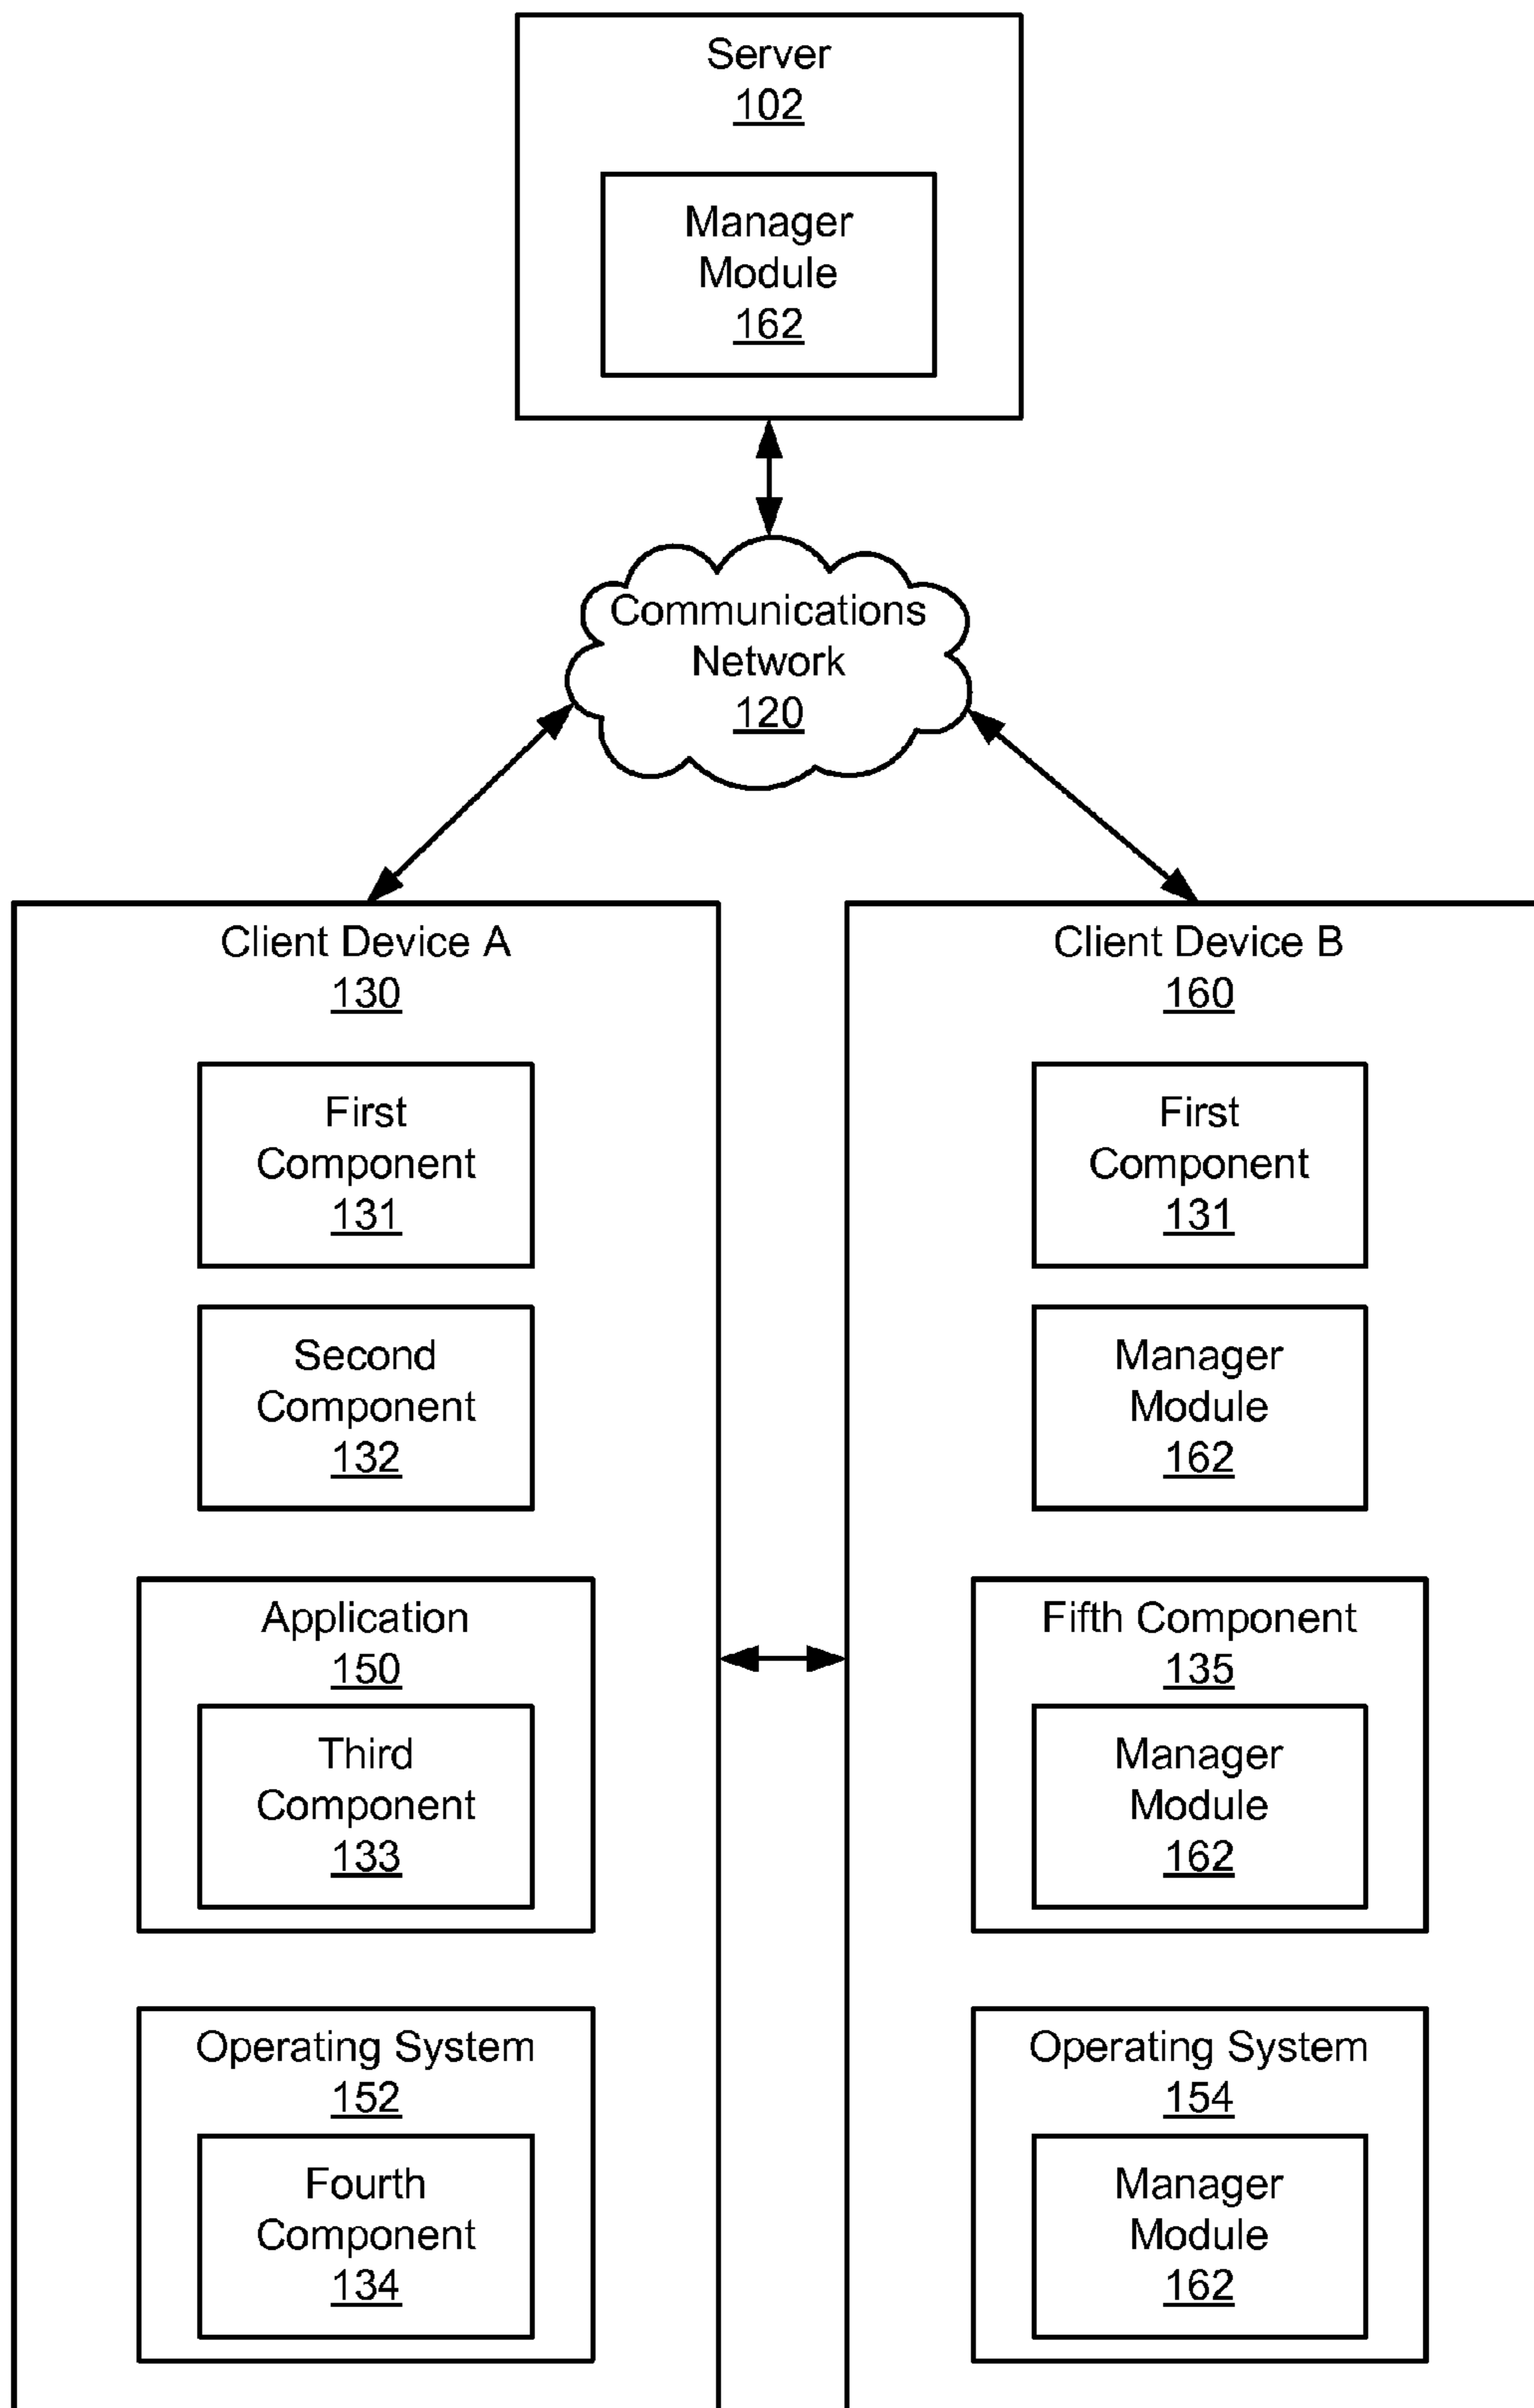 Server
102
Manager
Module
162
Communications
Network
120
Client Device A
130
First
Component
131
Second
Component
132
Application
150
Third
Component
133
Operating System
152
Fourth
Component
134
Client Device B
160
First
Component
131
Manager
Module
162
Fifth Component
135
Manager
Module
162
Operating System
154
Manager
Module
162